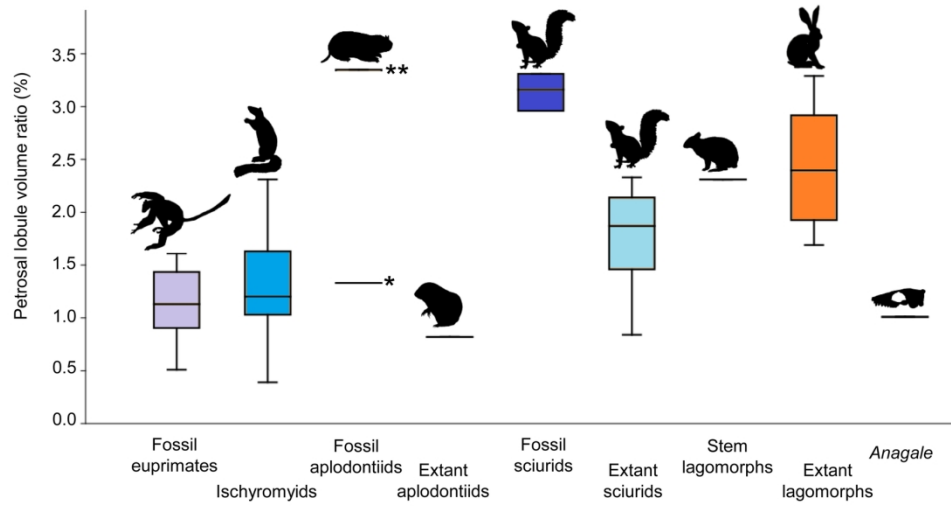 Petrosal lobule volume ratio (%)
3.5
3.0
2.5
2.0
1.5
1.0
0.5
0.0
**
*
Fossil
euprimates
Ischyromyids
Fossil
aplodontiids
Extant
aplodontiids
Fossil
sciurids
Extant
sciurids
Stem
lagomorphs
Extant
lagomorphs
Anagale